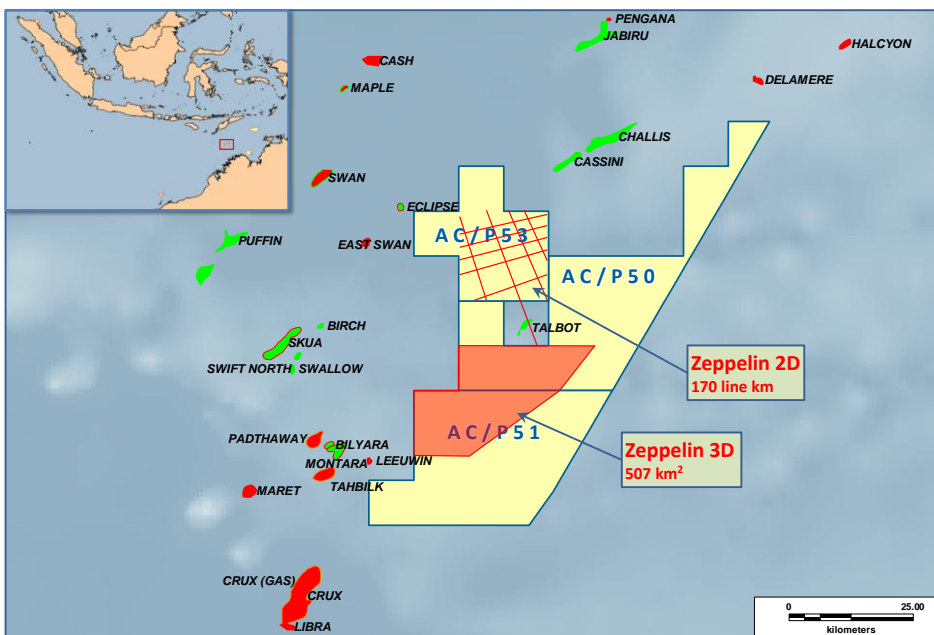 PENGANA
JABIRU
HALCYON
CASH
DELAMERE
MAPLE
CHALLIS
CASSINI
SWAN
ECLIPSE
AC/P53
PUFFIN
EAST SWAN
AC/P50
BIRCH
TALBOT
SKUA
SWIFT NORTH
SWALLOW
Zeppelin 2D
170 line km
AC/P51
PADTHAWAY
BILYARA
Zeppelin 3D
507 km²
MONTARA
LEEUWIN
TAHBILK
MARET
CRUX (GAS)
CRUX
LIBRA
0 25.00
kilometers